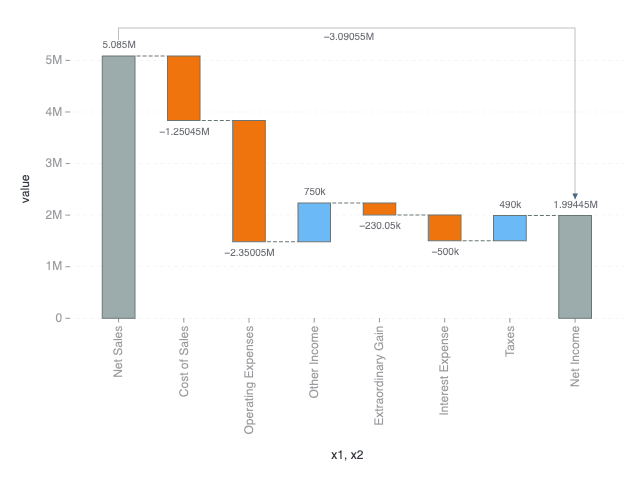 −3.09055M
5.085M
−1.25045M
−2.35005M
750k
−230.05k
−500k
490k
1.99445M
value
5M
4M
3M
2M
1M
0
Net Sales
Cost of Sales
Operating Expenses
Other Income
Extraordinary Gain
Interest Expense
Taxes
Net Income
x1, x2